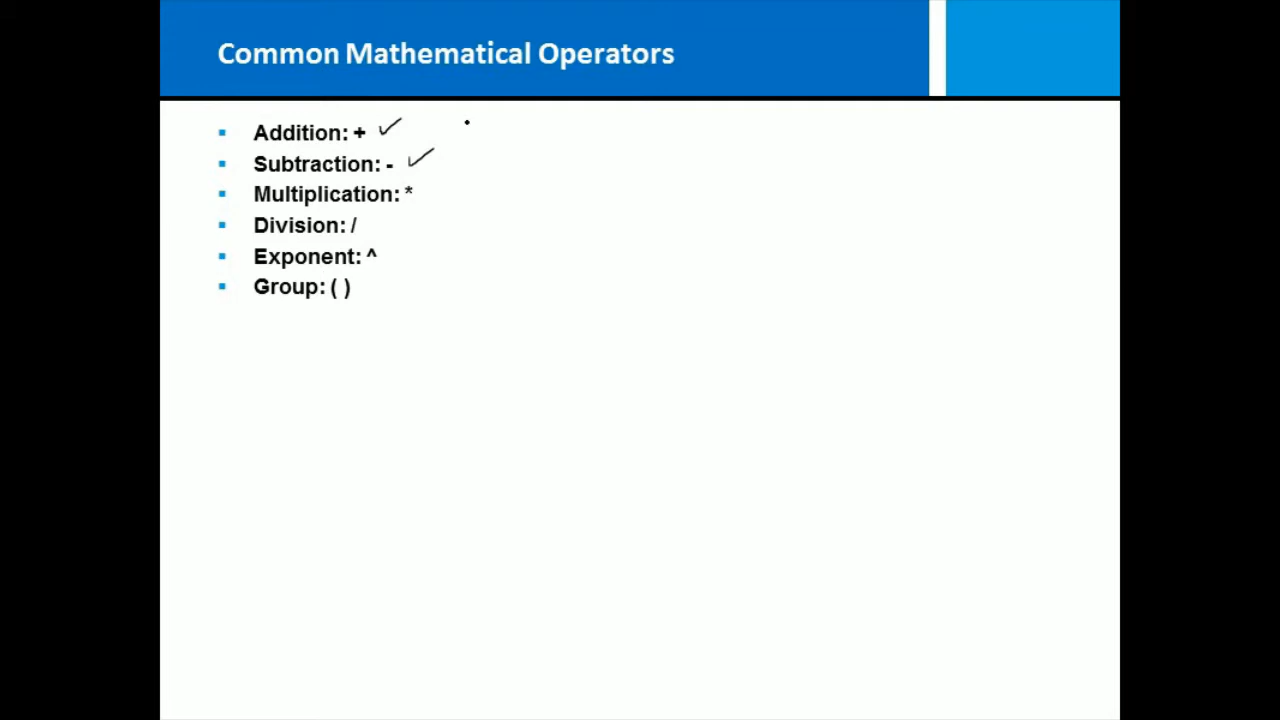 Common Mathematical Operators
▪ Addition: + ✓
▪ Subtraction: - ✓
▪ Multiplication: *
▪ Division: /
▪ Exponent: ^
▪ Group: ( )